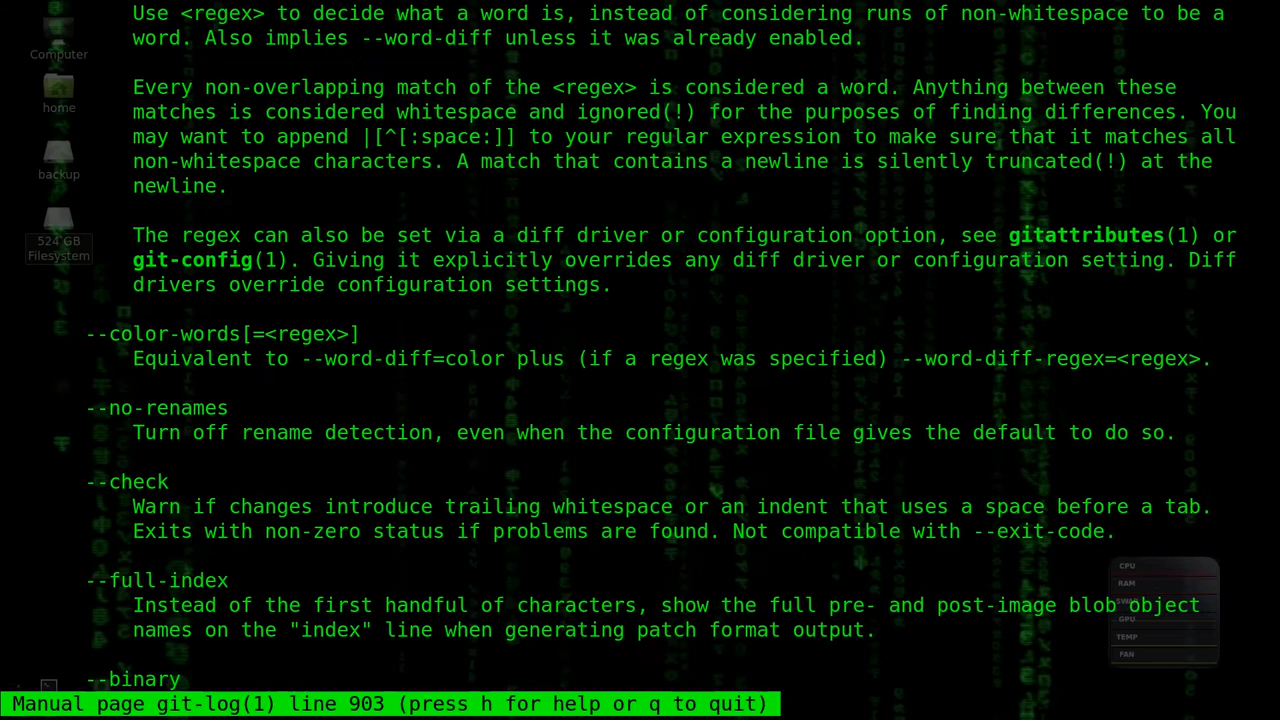 Use <regex> to decide what a word is, instead of considering runs of non-whitespace to be a
word. Also implies --word-diff unless it was already enabled.
Every non-overlapping match of the <regex> is considered a word. Anything between these
matches is considered whitespace and ignored(!) for the purposes of finding differences. You
may want to append |[^[:space:]] to your regular expression to make sure that it matches all
non-whitespace characters. A match that contains a newline is silently truncated(!) at the
newline.
The regex can also be set via a diff driver or configuration option, see gitattributes(1) or
git-config(1). Giving it explicitly overrides any diff driver or configuration setting. Diff
drivers override configuration settings.
--color-words[=<regex>]
Equivalent to --word-diff=color plus (if a regex was specified) --word-diff-regex=<regex>.
--no-renames
Turn off rename detection, even when the configuration file gives the default to do so.
--check
Warn if changes introduce trailing whitespace or an indent that uses a space before a tab.
Exits with non-zero status if problems are found. Not compatible with --exit-code.
--full-index
Instead of the first handful of characters, show the full pre- and post-image blob object
names on the "index" line when generating patch format output.
--binary
Manual page git-log(1) line 903 (press h for help or q to quit)
Computer
home
backup
524 GB
Filesystem
CPU
RAM
SWAP
GPU
TEMP
FAN